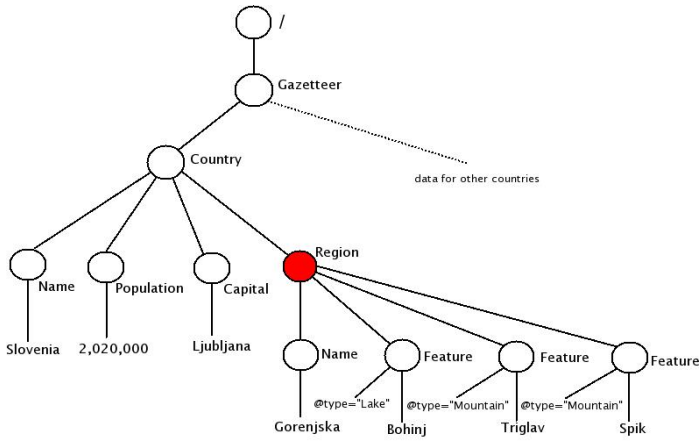 /
Gazetteer
Country
data for other countries
Region
Name
Population
Capital
Slovenia
2,020,000
Ljubljana
Name
Feature
Feature
Feature
@type="Lake"
@type="Mountain"
@type="Mountain"
Gorenjska
Bohinj
Triglav
Spik